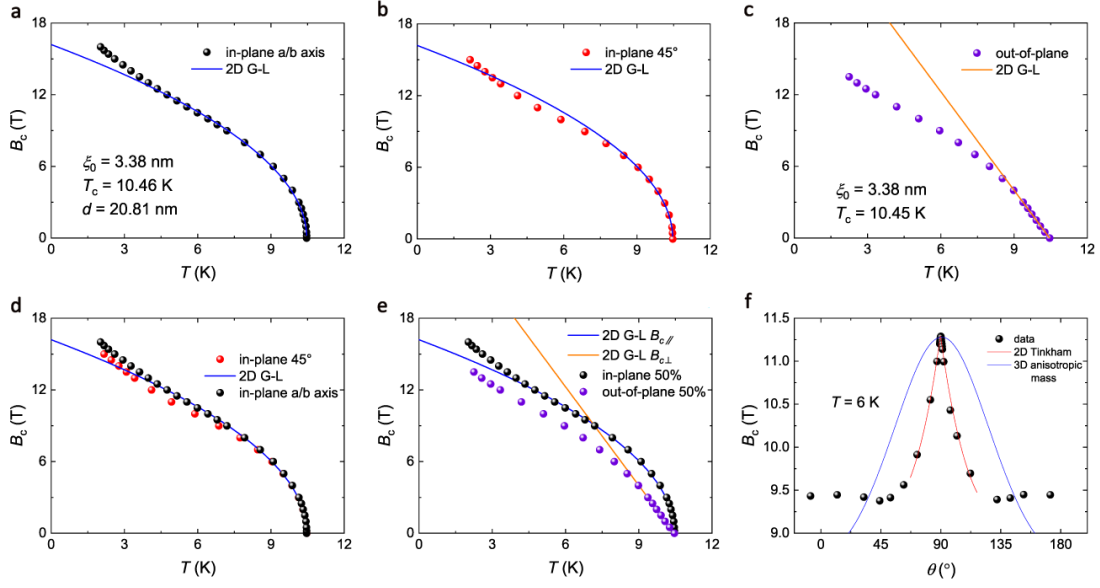 a
18
12
6
0
B_c (T)
in-plane a/b axis
2D G-L
ξ₀ = 3.38 nm
T_c = 10.46 K
d = 20.81 nm
0 3 6 9 12
T (K)
b
18
12
6
0
B_c (T)
in-plane 45°
2D G-L
0 3 6 9 12
T (K)
c
18
12
6
0
B_c (T)
out-of-plane
2D G-L
ξ₀ = 3.38 nm
T_c = 10.45 K
0 3 6 9 12
T (K)
d
18
12
6
0
B_c (T)
in-plane 45°
2D G-L
in-plane a/b axis
0 3 6 9 12
T (K)
e
18
12
6
0
B_c (T)
2D G-L B_c//
2D G-L B_c⊥
in-plane 50%
out-of-plane 50%
0 3 6 9 12
T (K)
f
11.5
11.0
10.5
10.0
9.5
9.0
B_c (T)
data
2D Tinkham
3D anisotropic
mass
T = 6 K
0 45 90 135 180
θ (°)